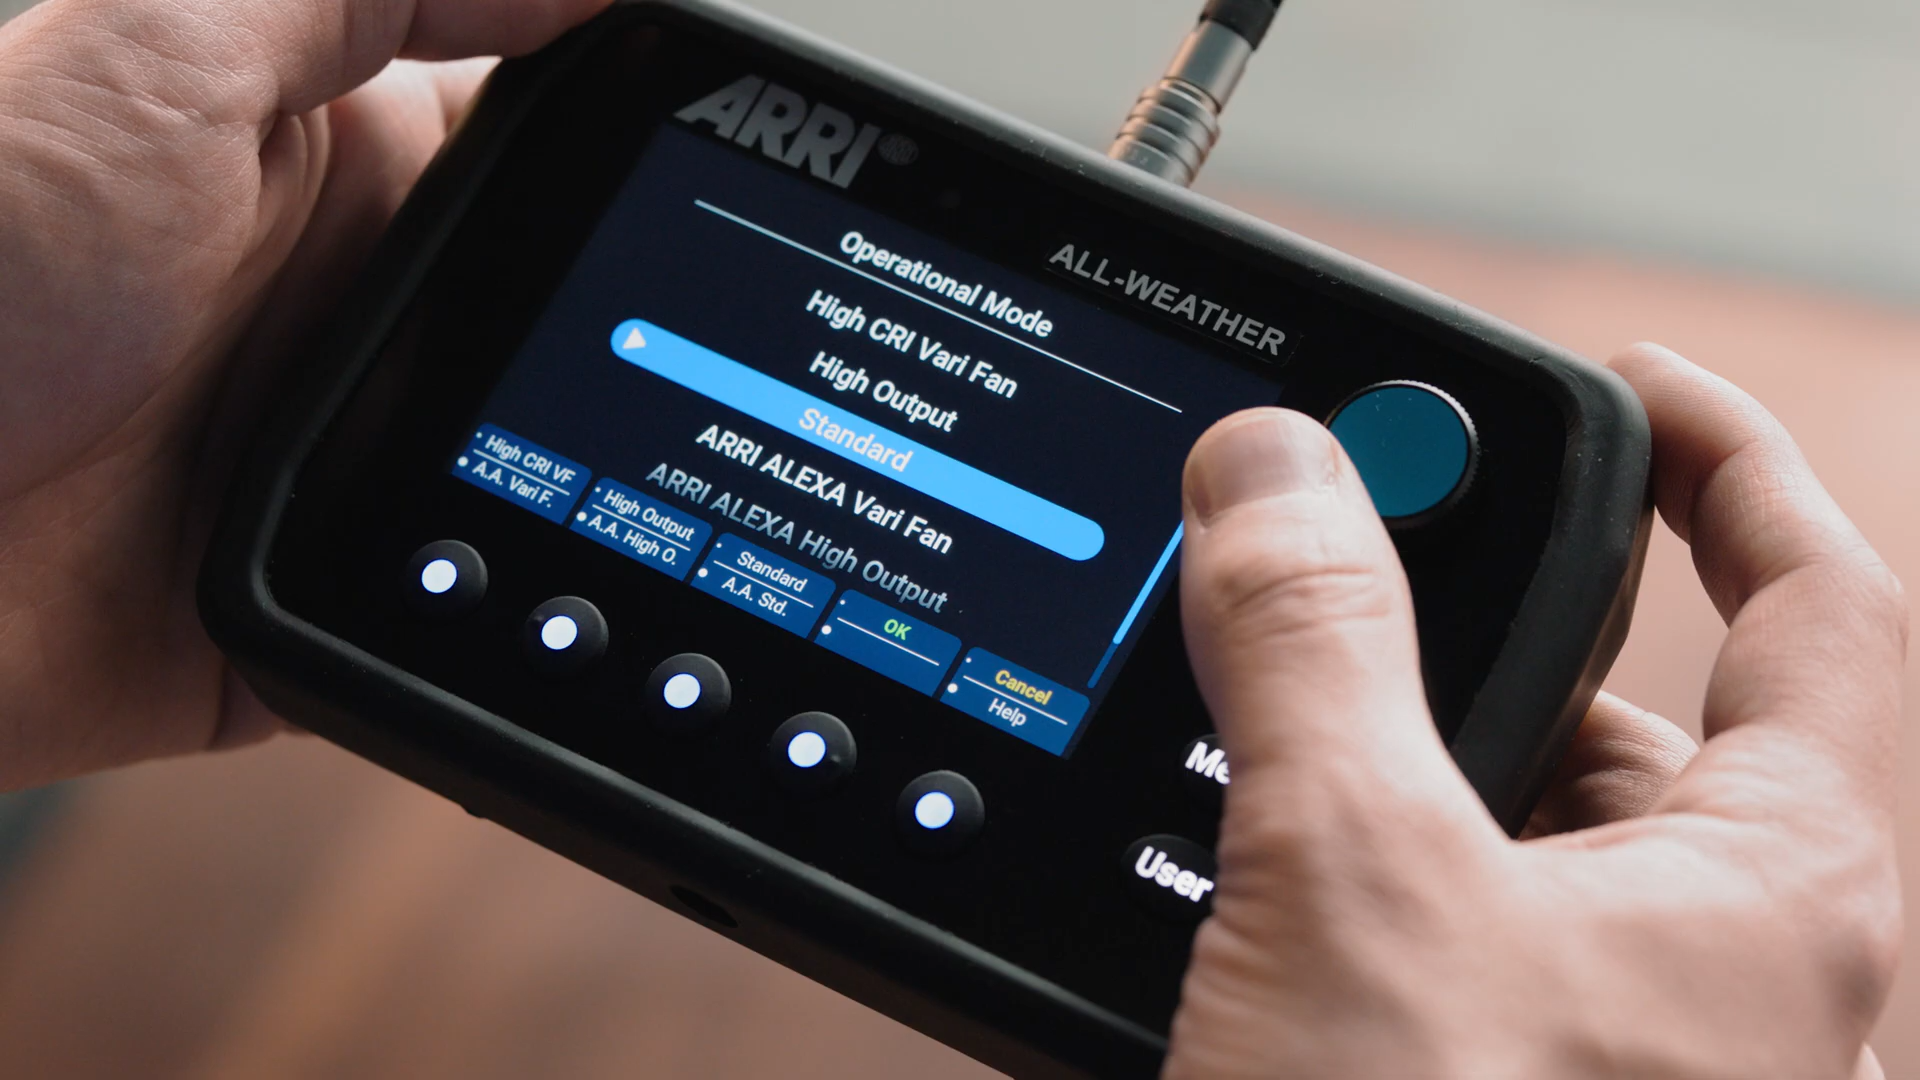 ARRI
ALL-WEATHER
Operational Mode
High CRI Vari Fan
High Output
Standard
ARRI ALEXA Vari Fan
ARRI ALEXA High Output
High CRI VF
A.A. Vari F.
High Output
A.A. High O.
Standard
A.A. Std.
OK
Cancel
Help
Me
User